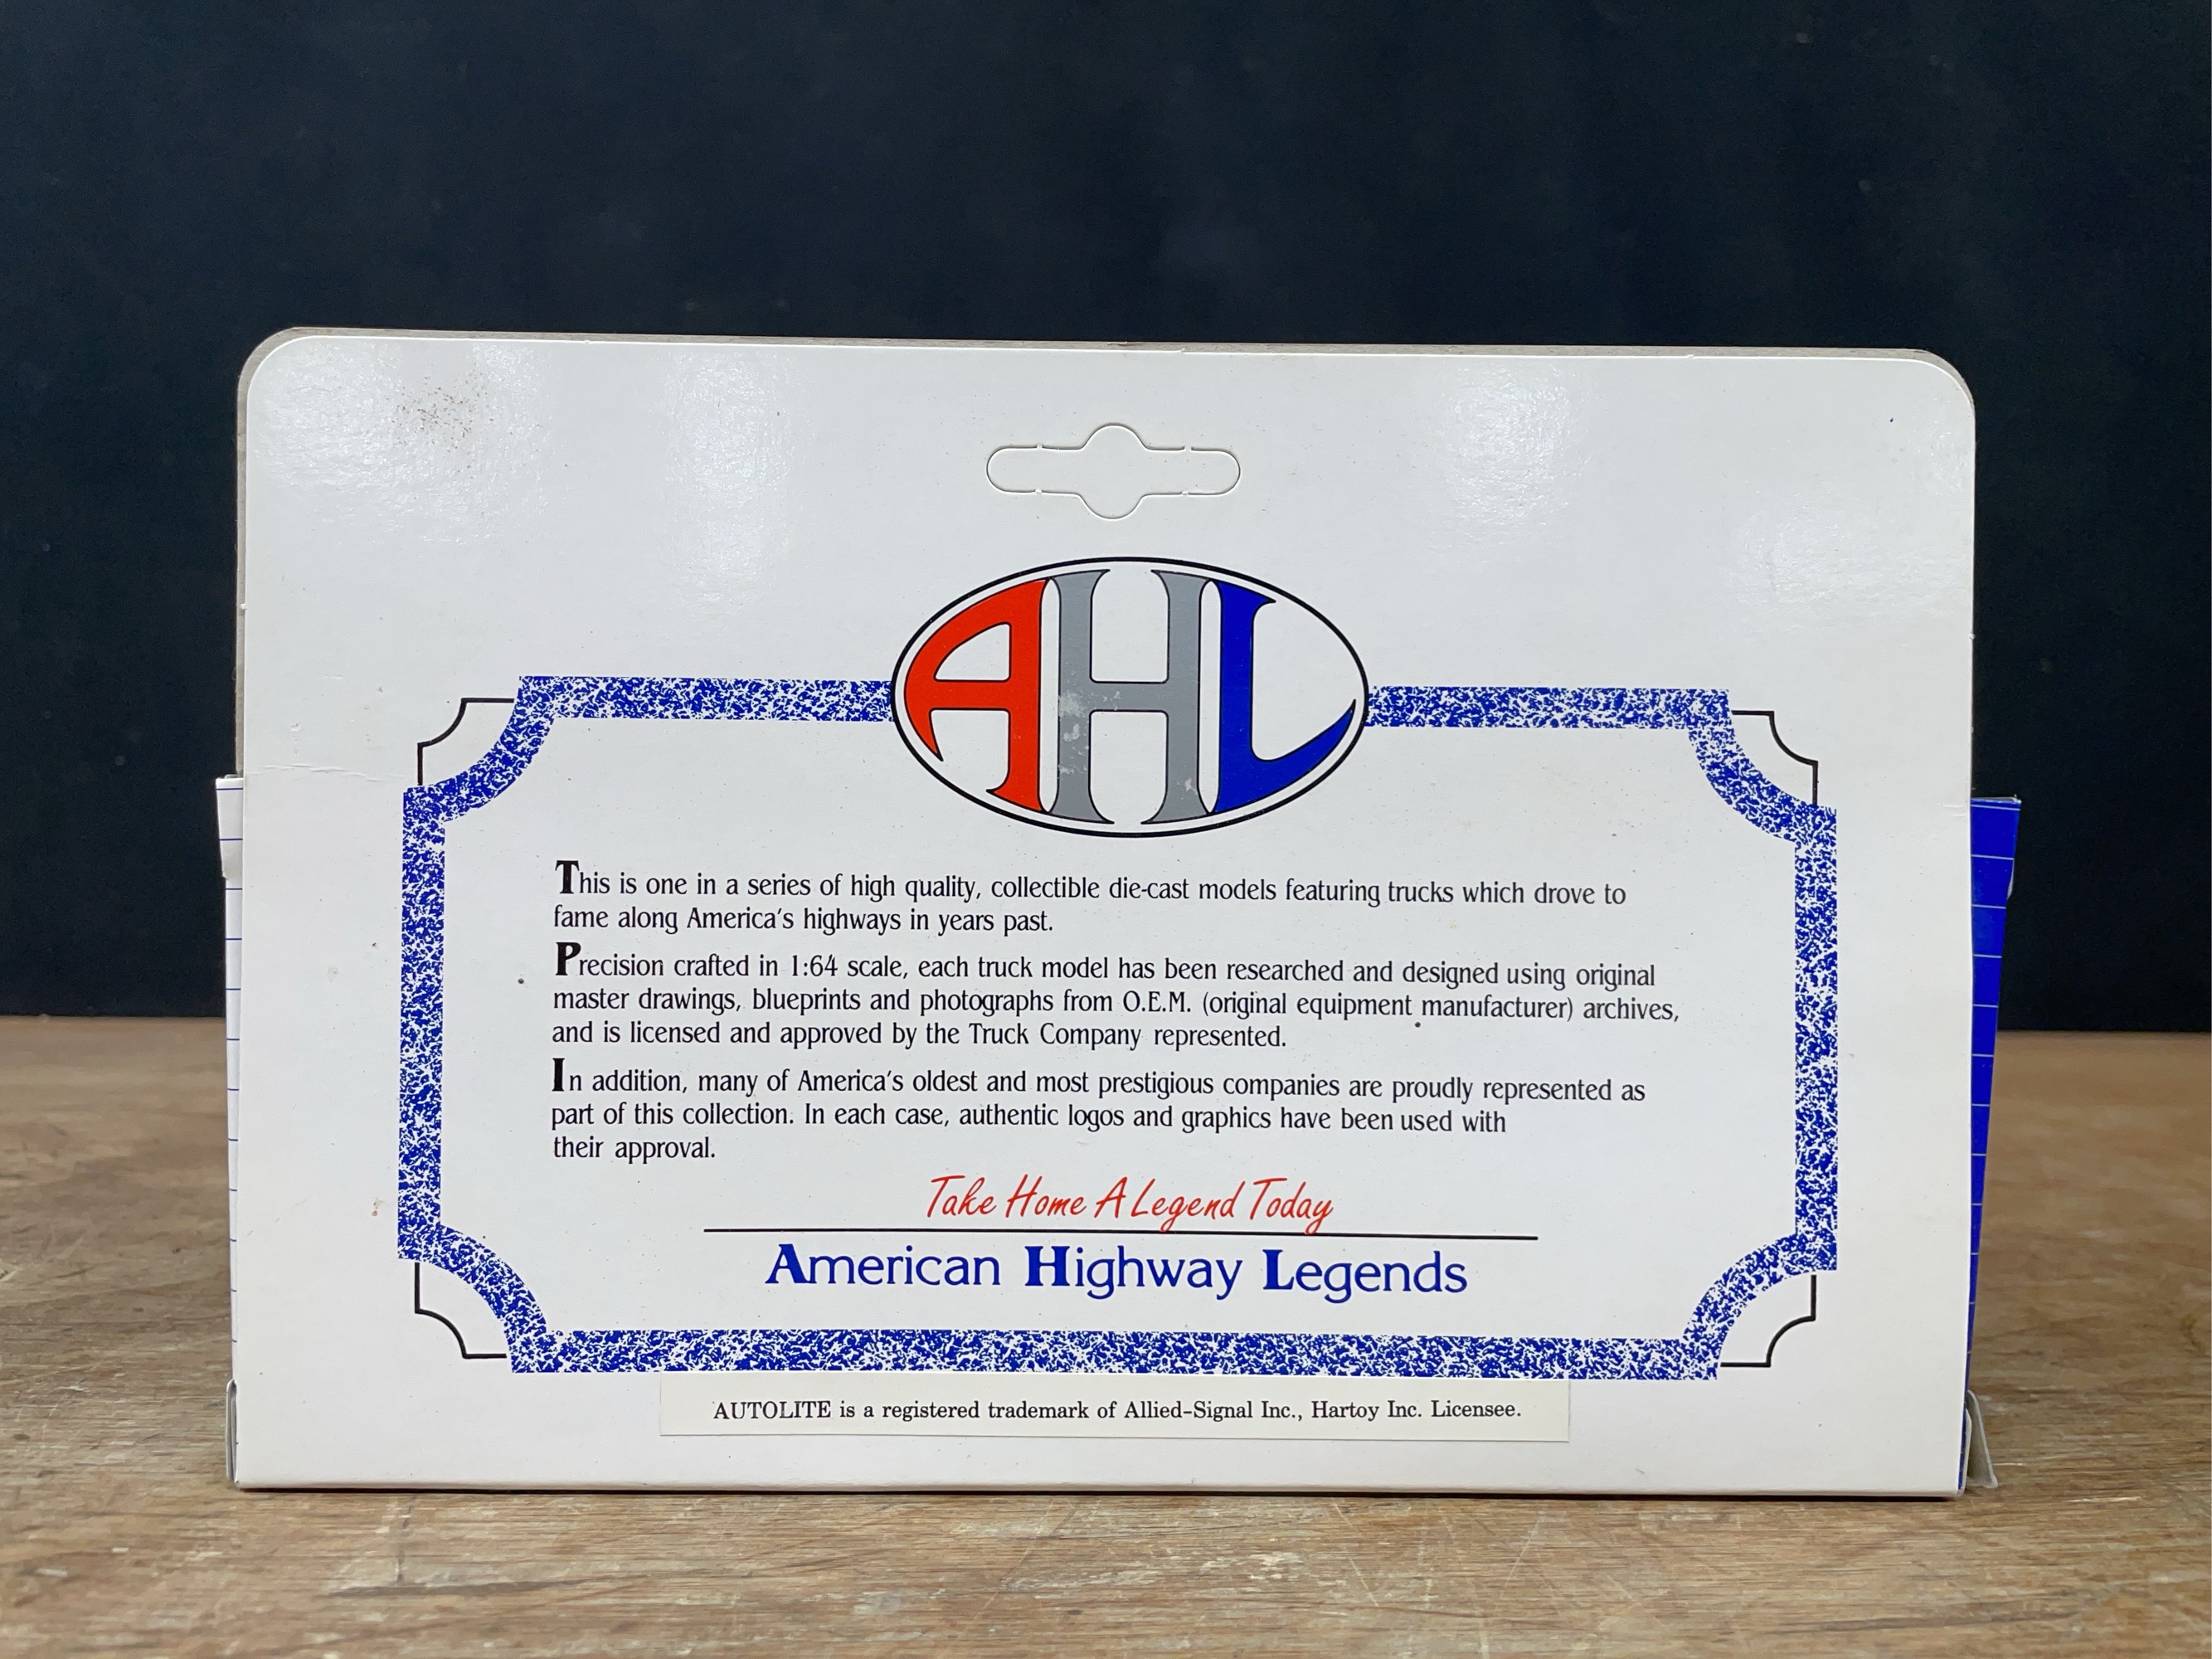 AHL
This is one in a series of high quality, collectible die-cast models featuring trucks which drove to
fame along America's highways in years past.
Precision crafted in 1:64 scale, each truck model has been researched and designed using original
master drawings, blueprints and photographs from O.E.M. (original equipment manufacturer) archives,
and is licensed and approved by the Truck Company represented.
In addition, many of America's oldest and most prestigious companies are proudly represented as
part of this collection. In each case, authentic logos and graphics have been used with
their approval.
Take Home A Legend Today
American Highway Legends
AUTOLITE is a registered trademark of Allied-Signal Inc., Hartoy Inc. Licensee.